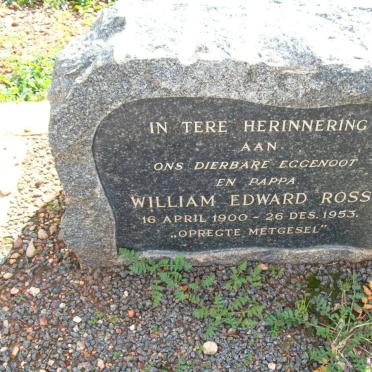 IN TERE HERINNERING
AAN
ONS DIERBARE EGGENOOT
EN PAPPA
WILLIAM EDWARD ROSS
16 APRIL 1900 - 26 DES. 1953.
„OPREGTE METGESEL"